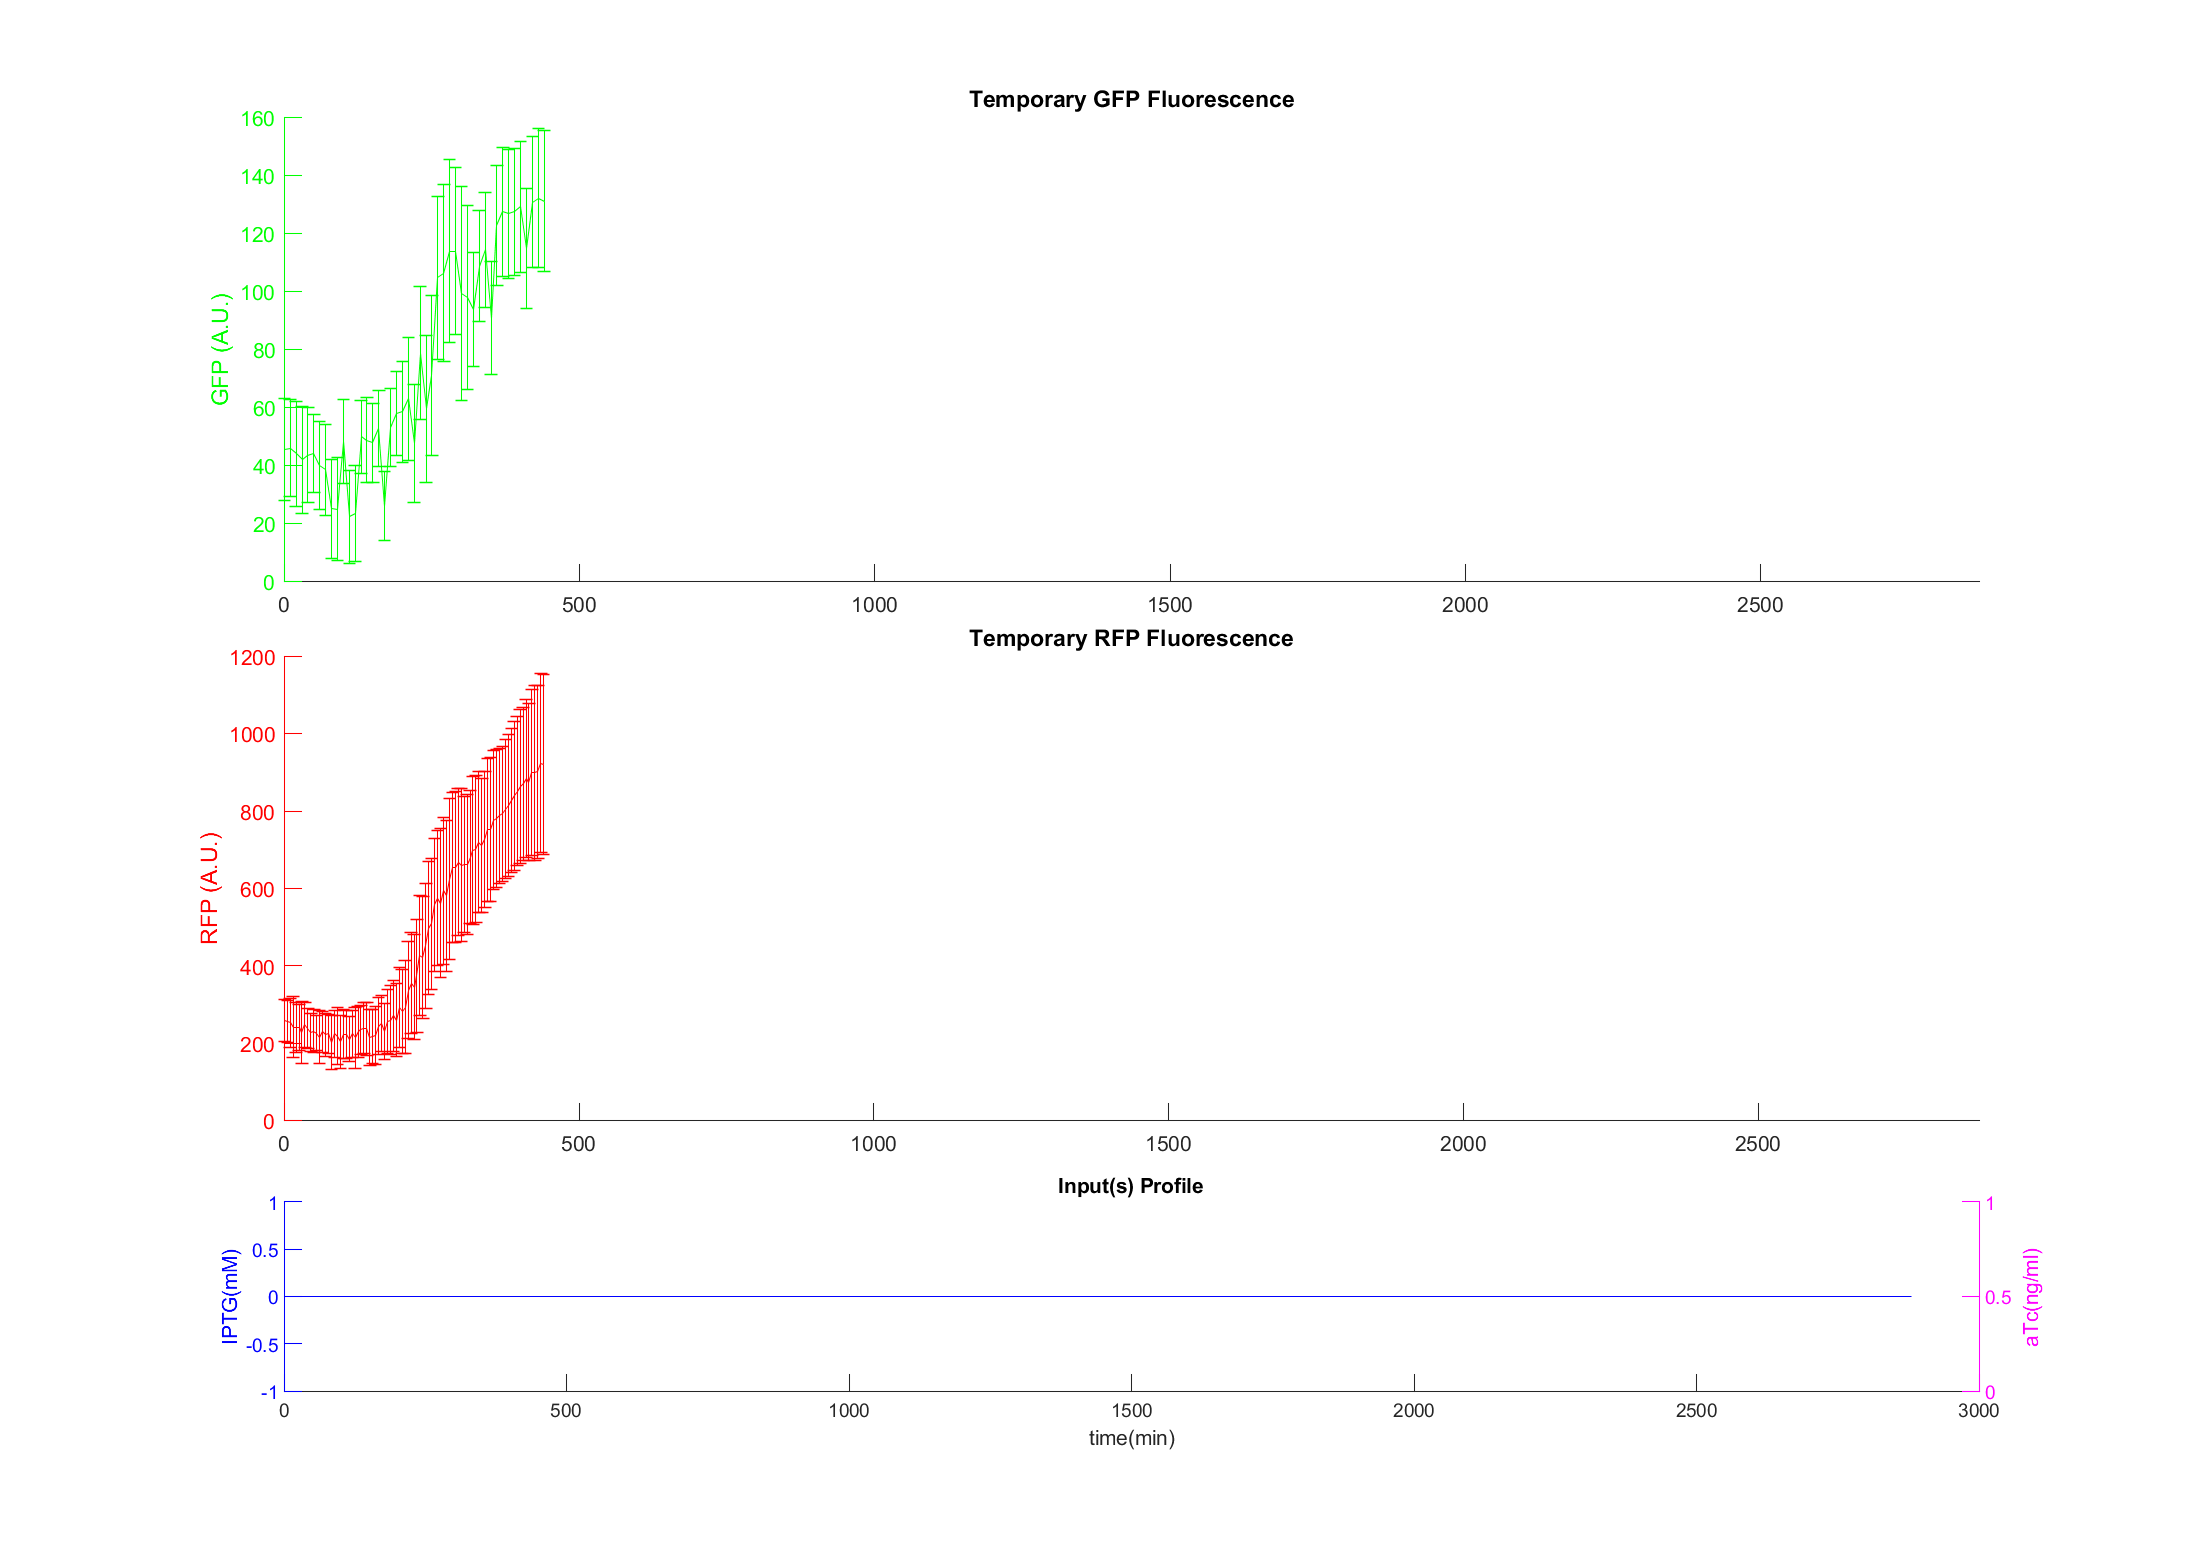 Temporary GFP Fluorescence
160
140
120
100
80
60
40
20
0
GFP (A.U.)
0 500 1000 1500 2000 2500
Temporary RFP Fluorescence
1200
1000
800
600
400
200
0
RFP (A.U.)
0 500 1000 1500 2000 2500
Input(s) Profile
1
0.5
0
-0.5
-1
IPTG(mM)
1
0.5
0
aTc(ng/ml)
0 500 1000 1500 2000 2500 3000
time(min)